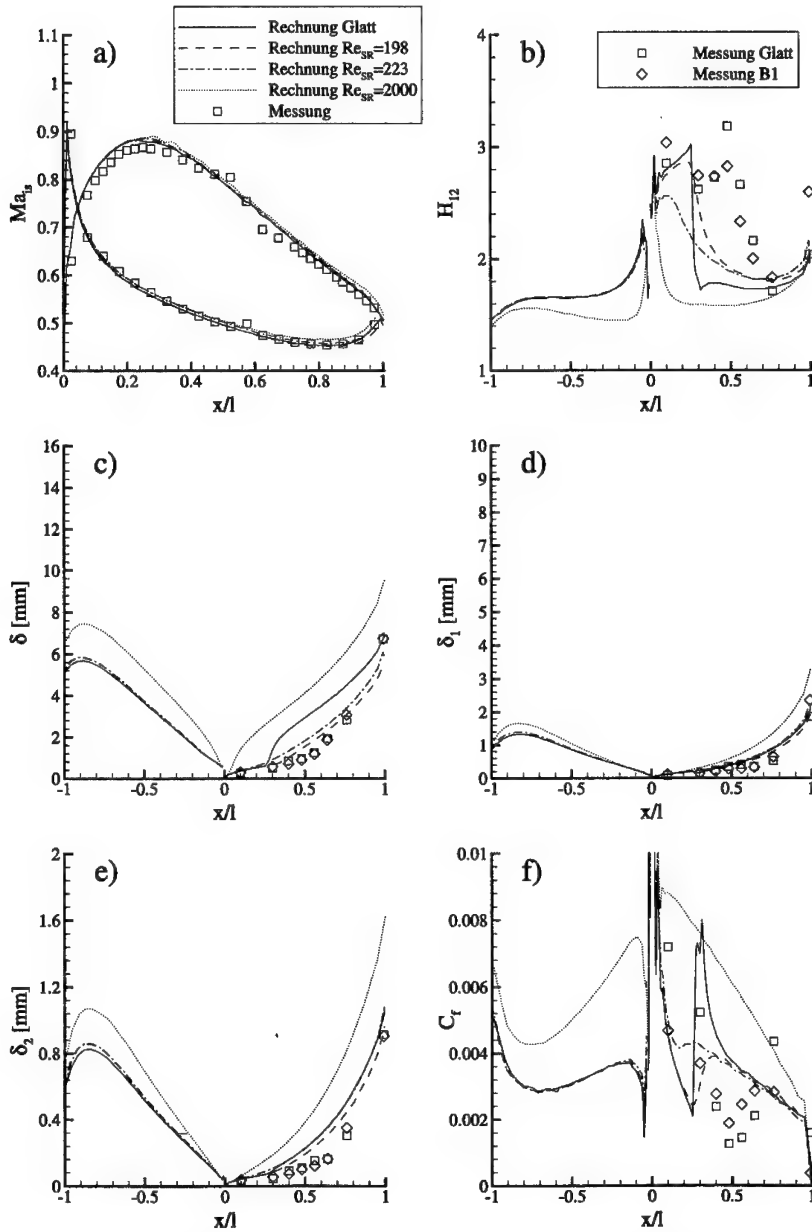 Rechnung Glatt
Rechnung Re_SR=198
Rechnung Re_SR=223
Rechnung Re_SR=2000
Messung
Messung Glatt
Messung B1
a)
1.1
1
0.9
0.8
0.7
0.6
0.5
0.4
Ma_is
0 0.2 0.4 0.6 0.8 1
x/l
b)
4
3
2
1
H_12
-1 -0.5 0 0.5 1
x/l
c)
16
14
12
10
8
6
4
2
0
δ [mm]
-1 -0.5 0 0.5 1
x/l
d)
10
9
8
7
6
5
4
3
2
1
0
δ_1 [mm]
-1 -0.5 0 0.5 1
x/l
e)
2
1.6
1.2
0.8
0.4
0
δ_2 [mm]
-1 -0.5 0 0.5 1
x/l
f)
0.01
0.008
0.006
0.004
0.002
0
C_f
-1 -0.5 0 0.5 1
x/l